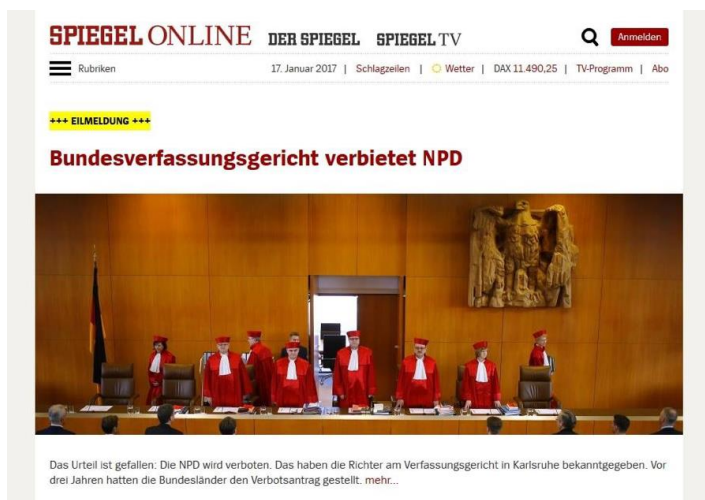 SPIEGEL ONLINE DER SPIEGEL SPIEGEL TV Anmelden
Rubriken 17. Januar 2017 | Schlagzeilen | Wetter | DAX 11.490,25 | TV-Programm | Abo
+++ EILMELDUNG +++
Bundesverfassungsgericht verbietet NPD
Das Urteil ist gefallen: Die NPD wird verboten. Das haben die Richter am Verfassungsgericht in Karlsruhe bekanntgegeben. Vor
drei Jahren hatten die Bundesländer den Verbotsantrag gestellt. mehr...